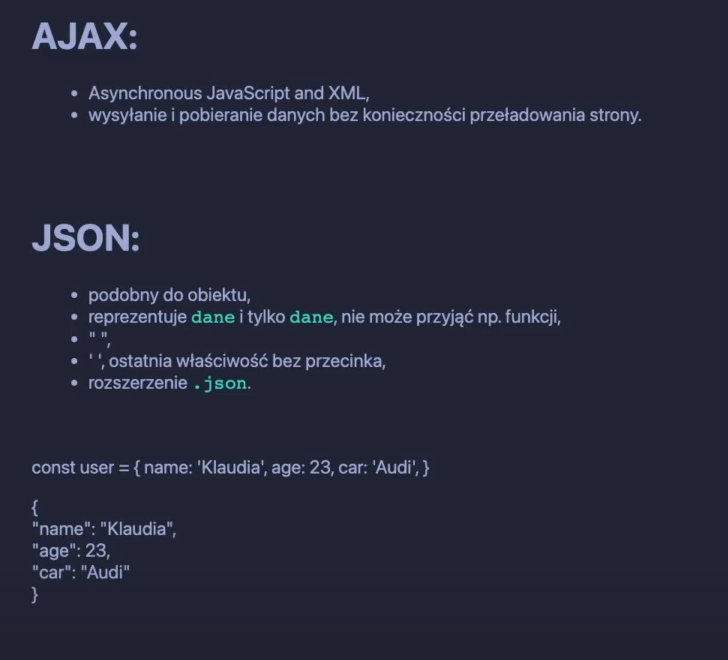 AJAX:
• Asynchronous JavaScript and XML,
• wysyłanie i pobieranie danych bez konieczności przeładowania strony.
JSON:
• podobny do obiektu,
• reprezentuje dane i tylko dane, nie może przyjąć np. funkcji,
• " ",
• ' ', ostatnia właściwość bez przecinka,
• rozszerzenie .json.
const user = { name: 'Klaudia', age: 23, car: 'Audi', }
{
"name": "Klaudia",
"age": 23,
"car": "Audi"
}